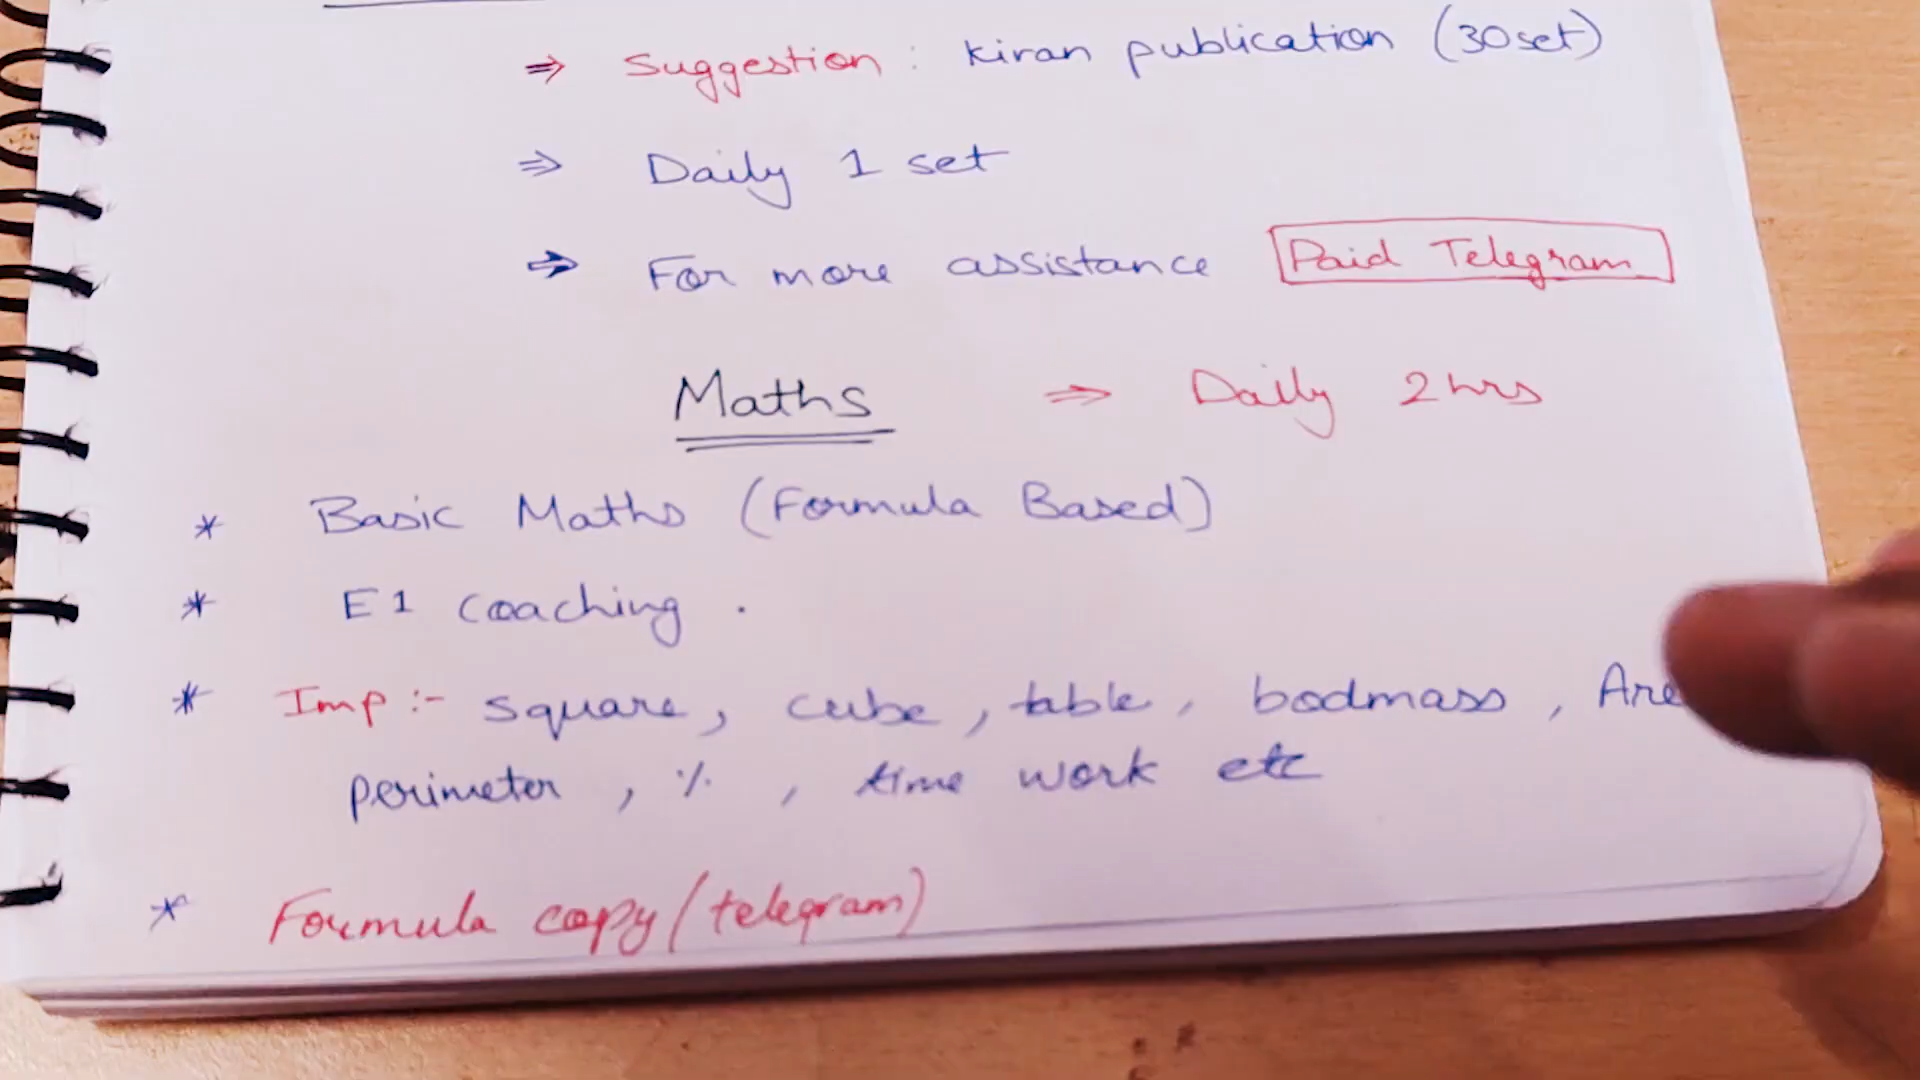 ⇒ Suggestion : Kiran publication (30 set)
⇒ Daily 1 set
⇒ For more assistance Paid Telegram
Maths ⇒ Daily 2 hrs
* Basic Maths (Formula Based)
* E1 coaching .
* Imp :- square, cube, table, bodmass, Are
perimeter, %, time work etc
* Formula copy (telegram)